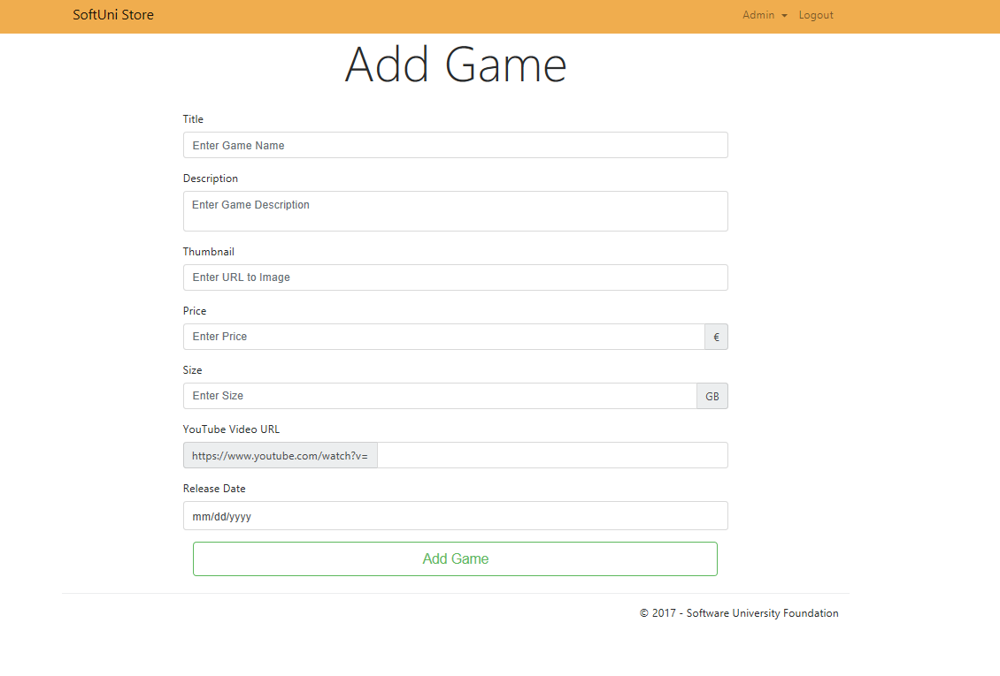 SoftUni Store Admin Logout
Add Game
Title
Enter Game Name
Description
Enter Game Description
Thumbnail
Enter URL to Image
Price
Enter Price €
Size
Enter Size GB
YouTube Video URL
https://www.youtube.com/watch?v=
Release Date
mm/dd/yyyy
Add Game
© 2017 - Software University Foundation